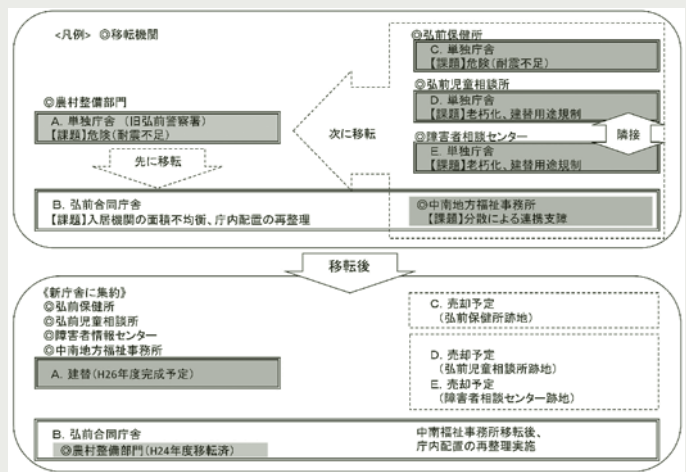 <凡例> ◎移転機関
◎弘前保健所
C. 単独庁舎
【課題】危険(耐震不足)
◎弘前児童相談所
D. 単独庁舎
【課題】老朽化、建替用途規制
◎障害者相談センター
E. 単独庁舎
【課題】老朽化、建替用途規制
隣接
◎農村整備部門
A. 単独庁舎 (旧弘前警察署)
【課題】危険(耐震不足)
次に移転
先に移転
B. 弘前合同庁舎
【課題】入居機関の面積不均衡、庁内配置の再整理
◎中南地方福祉事務所
【課題】分散による連携支障
移転後
《新庁舎に集約》
◎弘前保健所
◎弘前児童相談所
◎障害者情報センター
◎中南地方福祉事務所
A. 建替(H26年度完成予定)
C. 売却予定
(弘前保健所跡地)
D. 売却予定
(弘前児童相談所跡地)
E. 売却予定
(障害者相談センター跡地)
B. 弘前合同庁舎
◎農村整備部門(H24年度移転済)
中南福祉事務所移転後、
庁内配置の再整理実施